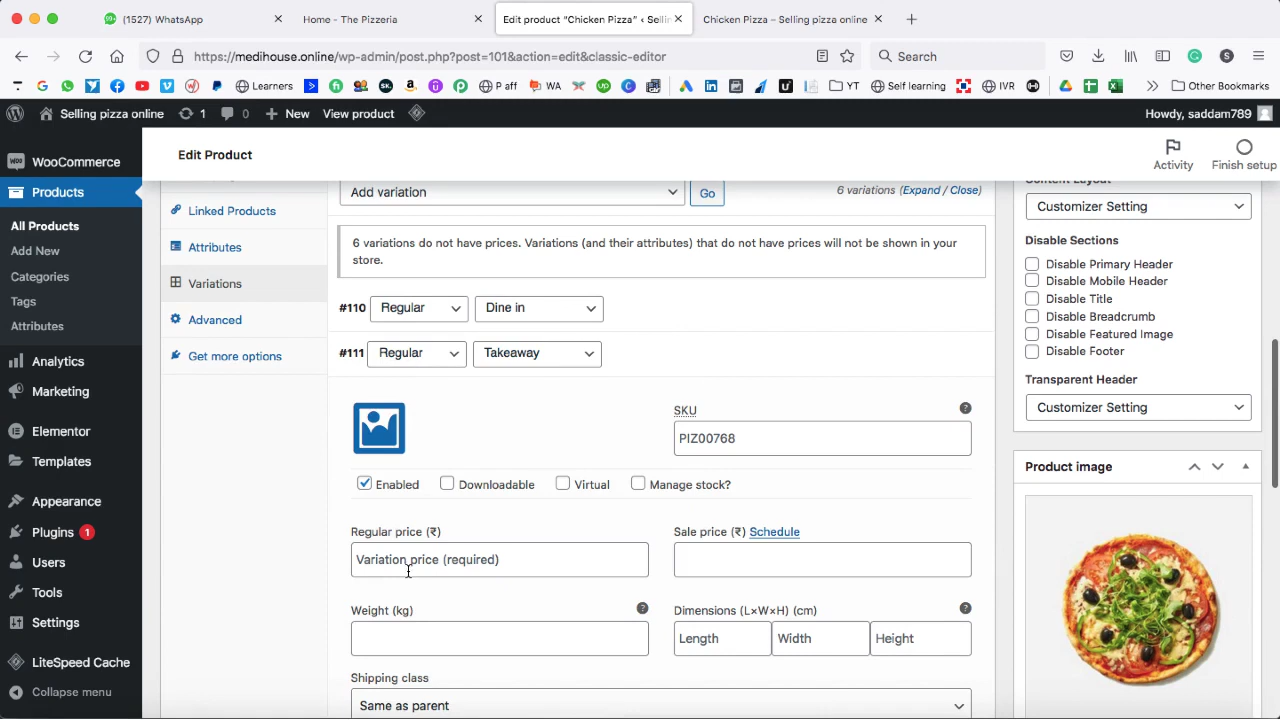 (1527) WhatsApp
Home - The Pizzeria
Edit product “Chicken Pizza” ‹ Sellin
Chicken Pizza – Selling pizza online
https://medihouse.online/wp-admin/post.php?post=101&action=edit&classic-editor
Search
Learners
P aff
WA
YT
Self learning
IVR
Other Bookmarks
Selling pizza online
1
0
New
View product
Howdy, saddam789
WooCommerce
Products
All Products
Add New
Categories
Tags
Attributes
Analytics
Marketing
Elementor
Templates
Appearance
Plugins 1
Users
Tools
Settings
LiteSpeed Cache
Collapse menu
Edit Product
Activity
Finish setup
Linked Products
Attributes
Variations
Advanced
Get more options
Add variation
Go
6 variations (Expand / Close)
6 variations do not have prices. Variations (and their attributes) that do not have prices will not be shown in your
store.
#110 Regular Dine in
#111 Regular Takeaway
SKU
PIZ00768
Enabled Downloadable Virtual Manage stock?
Regular price (₹)
Variation price (required)
Sale price (₹) Schedule
Weight (kg)
Dimensions (L×W×H) (cm)
Length Width Height
Shipping class
Same as parent
Content Layout
Customizer Setting
Disable Sections
Disable Primary Header
Disable Mobile Header
Disable Title
Disable Breadcrumb
Disable Featured Image
Disable Footer
Transparent Header
Customizer Setting
Product image